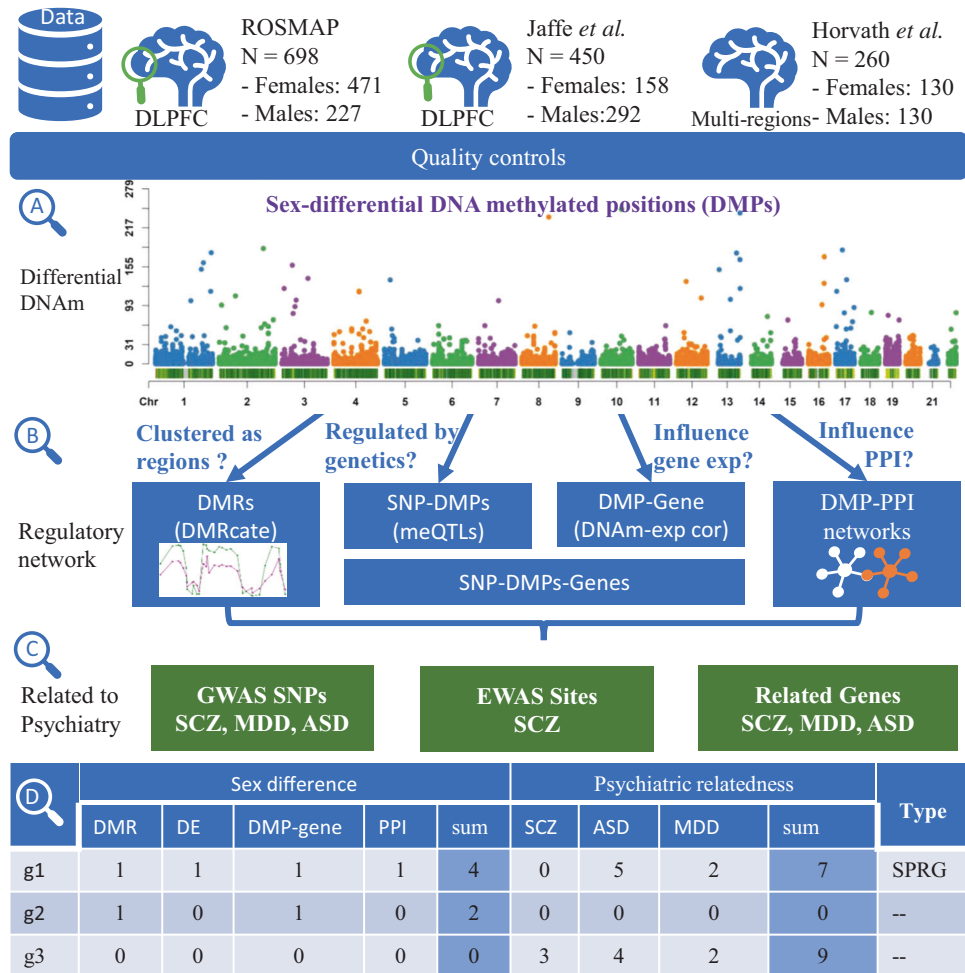 Data
ROSMAP
N = 698
- Females: 471
- Males: 227
DLPFC
Jaffe et al.
N = 450
- Females: 158
- Males:292
DLPFC
Horvath et al.
N = 260
- Females: 130
- Males: 130
Multi-regions
Quality controls
A
Differential
DNAm
Sex-differential DNA methylated positions (DMPs)
279
217
155
93
31
0
Chr 1 2 3 4 5 6 7 8 9 10 11 12 13 14 15 16 17 18 19 21
B
Regulatory
network
Clustered as
regions ?
Regulated by
genetics?
Influence
gene exp?
Influence
PPI?
DMRs
(DMRcate)
SNP-DMPs
(meQTLs)
DMP-Gene
(DNAm-exp cor)
DMP-PPI
networks
SNP-DMPs-Genes
C
Related to
Psychiatry
GWAS SNPs
SCZ, MDD, ASD
EWAS Sites
SCZ
Related Genes
SCZ, MDD, ASD
D
Sex difference Psychiatric relatedness Type
DMR DE DMP-gene PPI sum SCZ ASD MDD sum
g1 1 1 1 1 4 0 5 2 7 SPRG
g2 1 0 1 0 2 0 0 0 0 --
g3 0 0 0 0 0 3 4 2 9 --